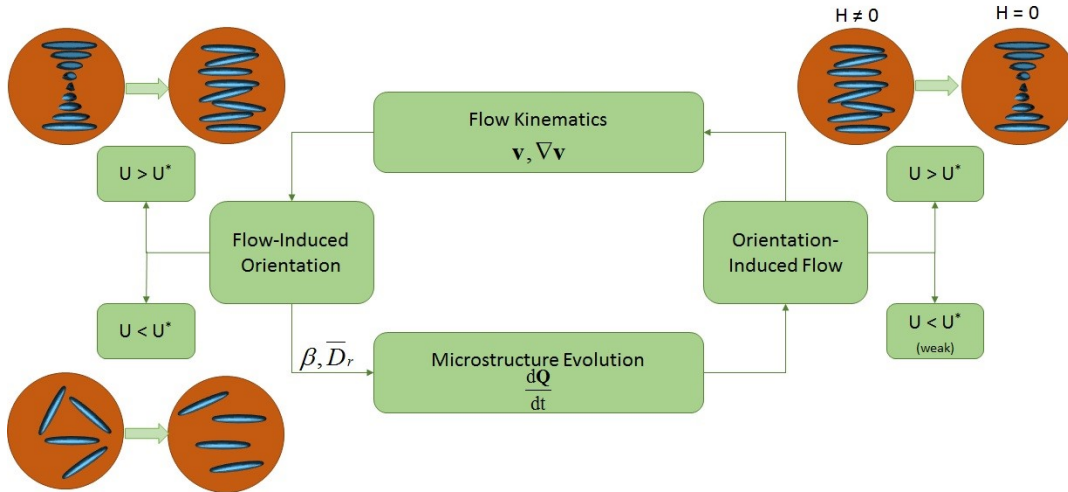 H ≠ 0
H = 0
Flow Kinematics
v, ∇v
U > U*
U > U*
Flow-Induced
Orientation
Orientation-
Induced Flow
U < U*
U < U*
(weak)
β, D̅r
Microstructure Evolution
dQ
dt